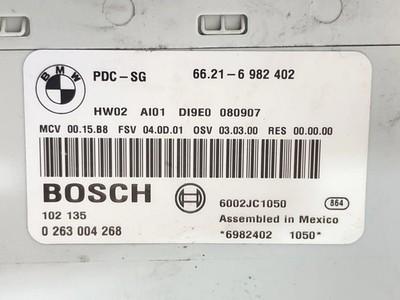 BMW
PDC-SG 66.21-6 982 402
HW02 AI01 DI9E0 080907
MCV 00.15.B8 FSV 04.0D.01 OSV 03.03.00 RES 00.00.00
BOSCH
6002JC1050 864
102 135 Assembled in Mexico
0 263 004 268 *6982402 1050*